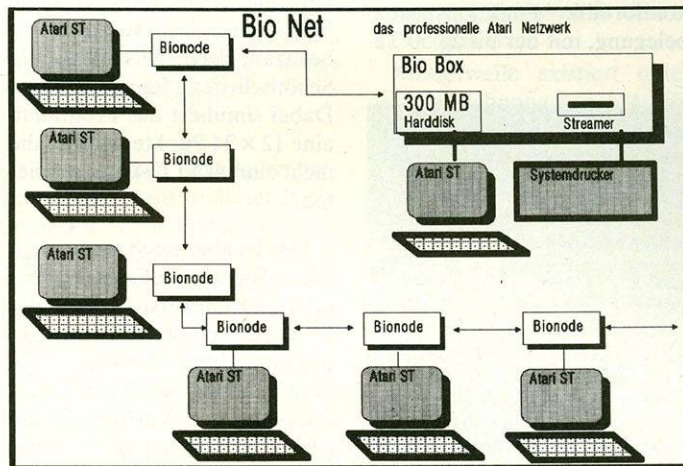 Bio Net
das professionelle Atari Netzwerk
Atari ST
Bionode
Bio Box
300 MB
Harddisk
Streamer
Atari ST
Bionode
Atari ST
Systemdrucker
Atari ST
Bionode
Bionode
Bionode
Bionode
Atari ST
Atari ST
Atari ST